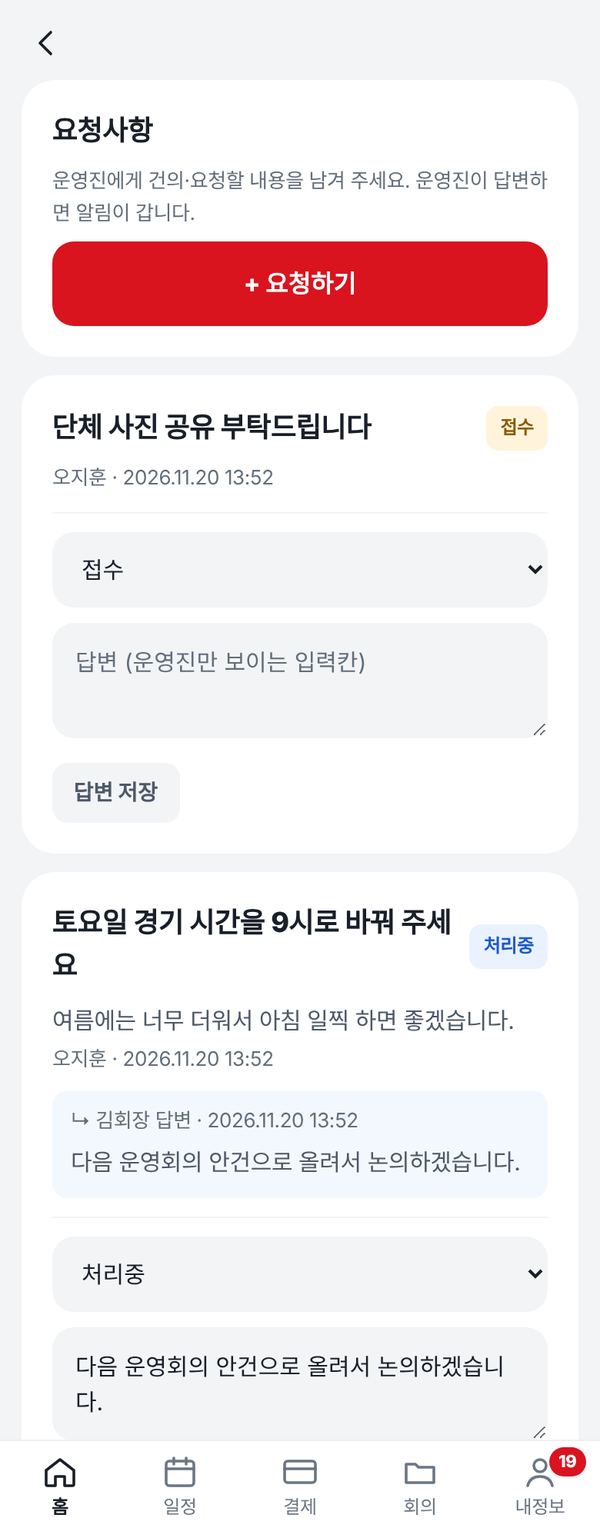 요청사항
운영진에게 건의·요청할 내용을 남겨 주세요. 운영진이 답변하
면 알림이 갑니다.
+ 요청하기
단체 사진 공유 부탁드립니다
접수
오지훈 · 2026.11.20 13:52
접수
답변 (운영진만 보이는 입력칸)
답변 저장
토요일 경기 시간을 9시로 바꿔 주세
요
처리중
여름에는 너무 더워서 아침 일찍 하면 좋겠습니다.
오지훈 · 2026.11.20 13:52
↳ 김회장 답변 · 2026.11.20 13:52
다음 운영회의 안건으로 올려서 논의하겠습니다.
처리중
다음 운영회의 안건으로 올려서 논의하겠습니
다.
19
홈
일정
결제
회의
내정보